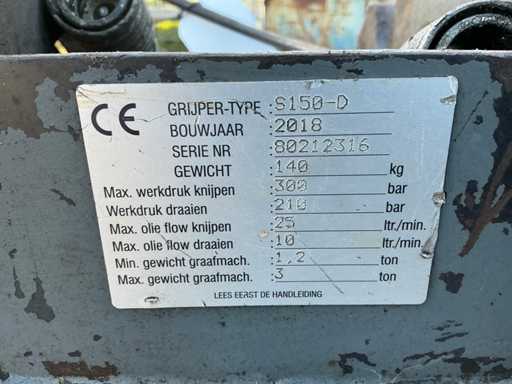 CE
GRIJPER-TYPE : S150-D
BOUWJAAR : 2018
SERIE NR : 80212316
GEWICHT : 140 kg
Max. werkdruk knijpen : 300 bar
Werkdruk draaien : 210 bar
Max. olie flow knijpen : 25 ltr./min.
Max. olie flow draaien : 10 ltr./min.
Min. gewicht graafmach. : 1,2 ton
Max. gewicht graafmach. : 3 ton
LEES EERST DE HANDLEIDING